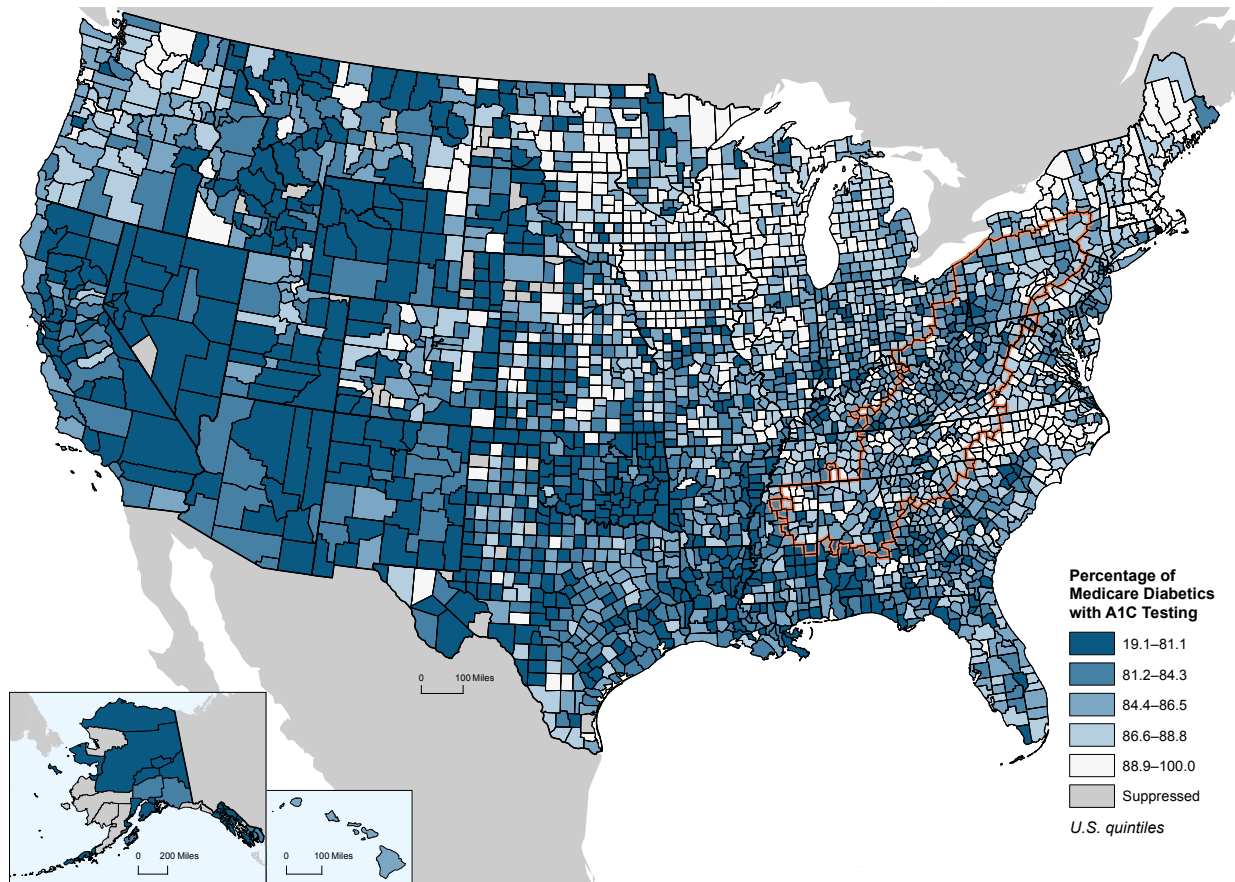 Percentage of
Medicare Diabetics
with A1C Testing
19.1–81.1
81.2–84.3
84.4–86.5
86.6–88.8
88.9–100.0
Suppressed
U.S. quintiles
0 100 Miles
0 200 Miles
0 100 Miles